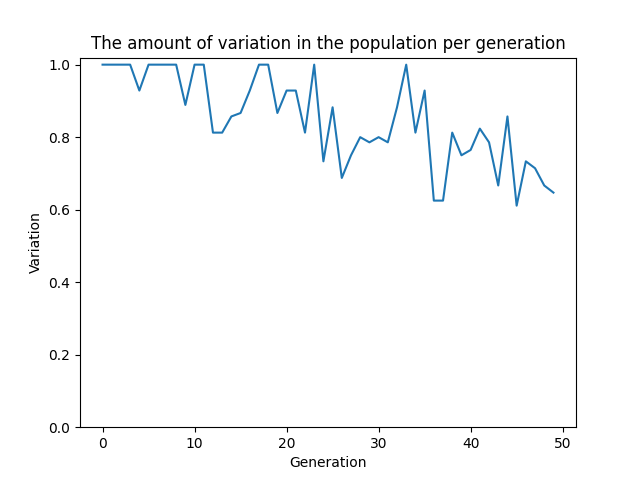 The amount of variation in the population per generation
1.0
0.8
0.6
0.4
0.2
0.0
Variation
0 10 20 30 40 50
Generation